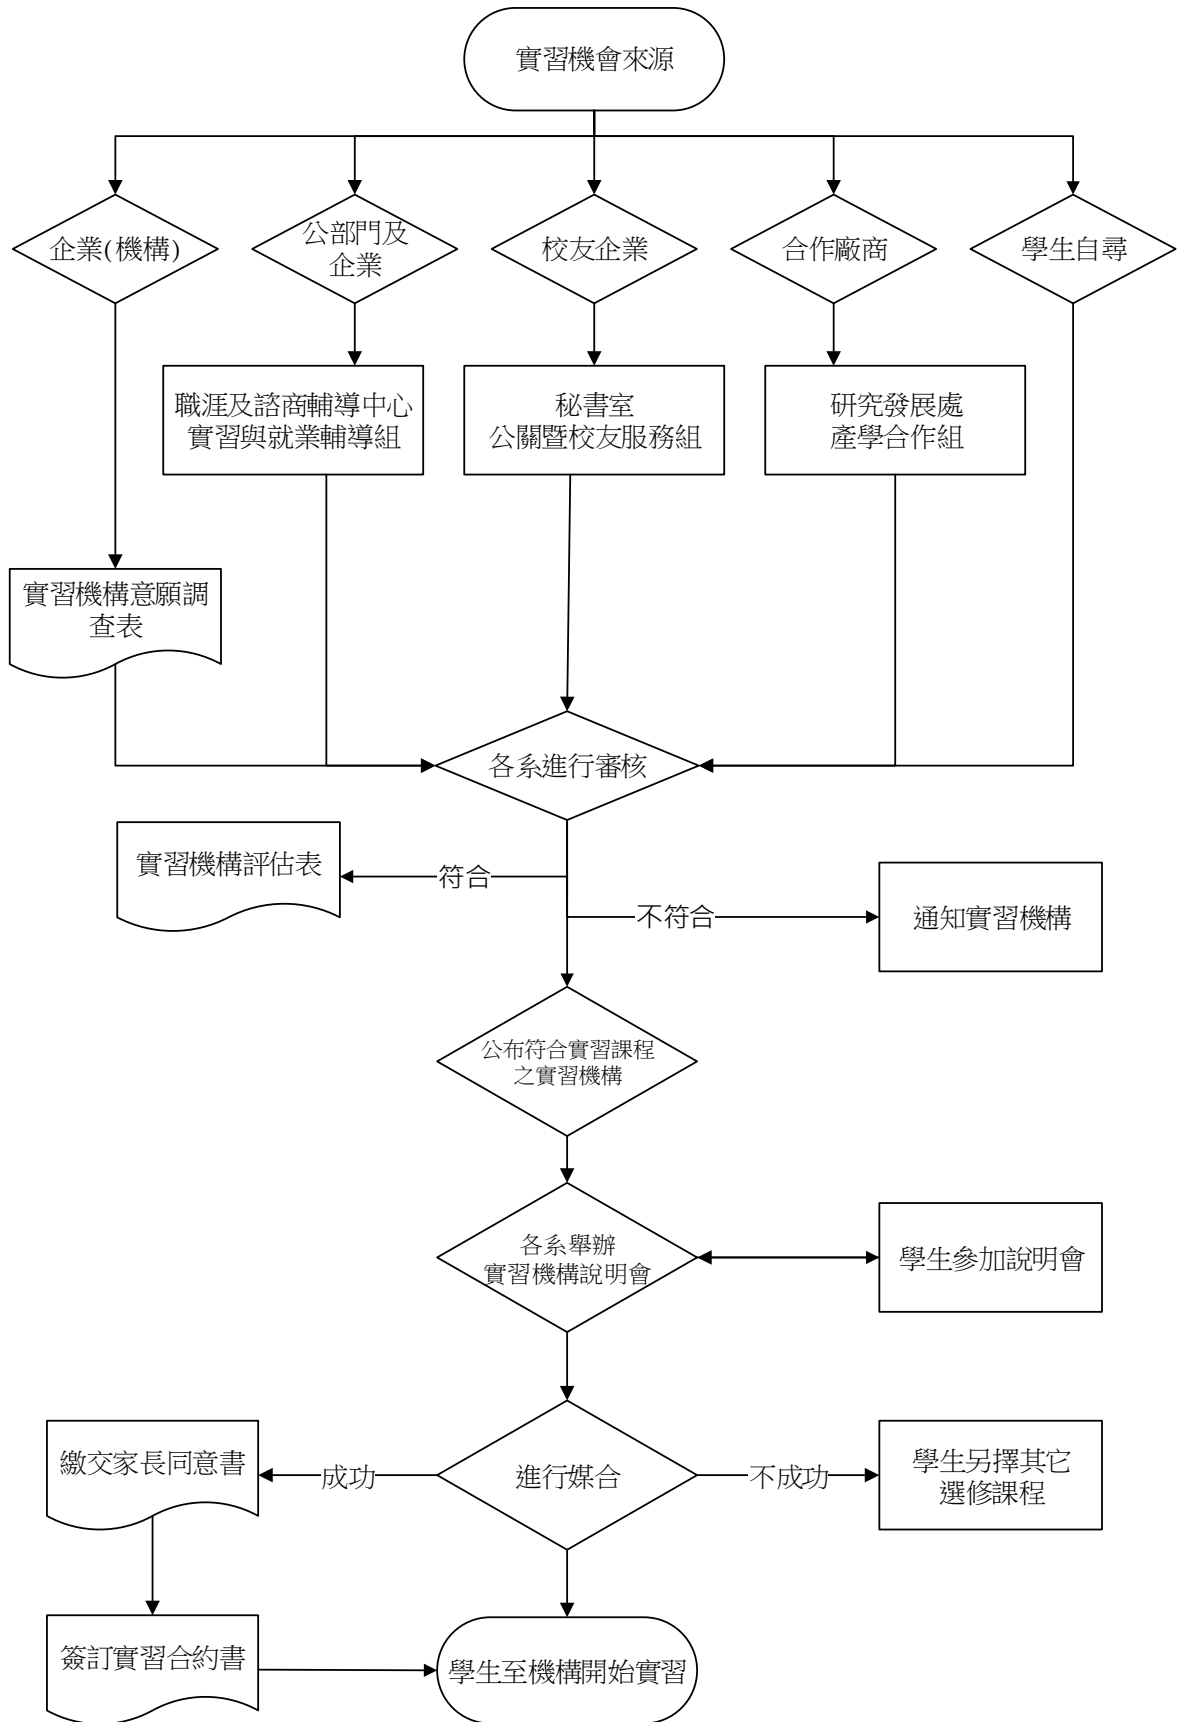 實習機會來源
企業(機構)
公部門及
企業
校友企業
合作廠商
學生自尋
職涯及諮商輔導中心
實習與就業輔導組
秘書室
公關暨校友服務組
研究發展處
產學合作組
實習機構意願調
查表
各系進行審核
實習機構評估表
符合
不符合
通知實習機構
公布符合實習課程
之實習機構
各系舉辦
實習機構說明會
學生參加說明會
繳交家長同意書
成功
進行媒合
不成功
學生另擇其它
選修課程
簽訂實習合約書
學生至機構開始實習